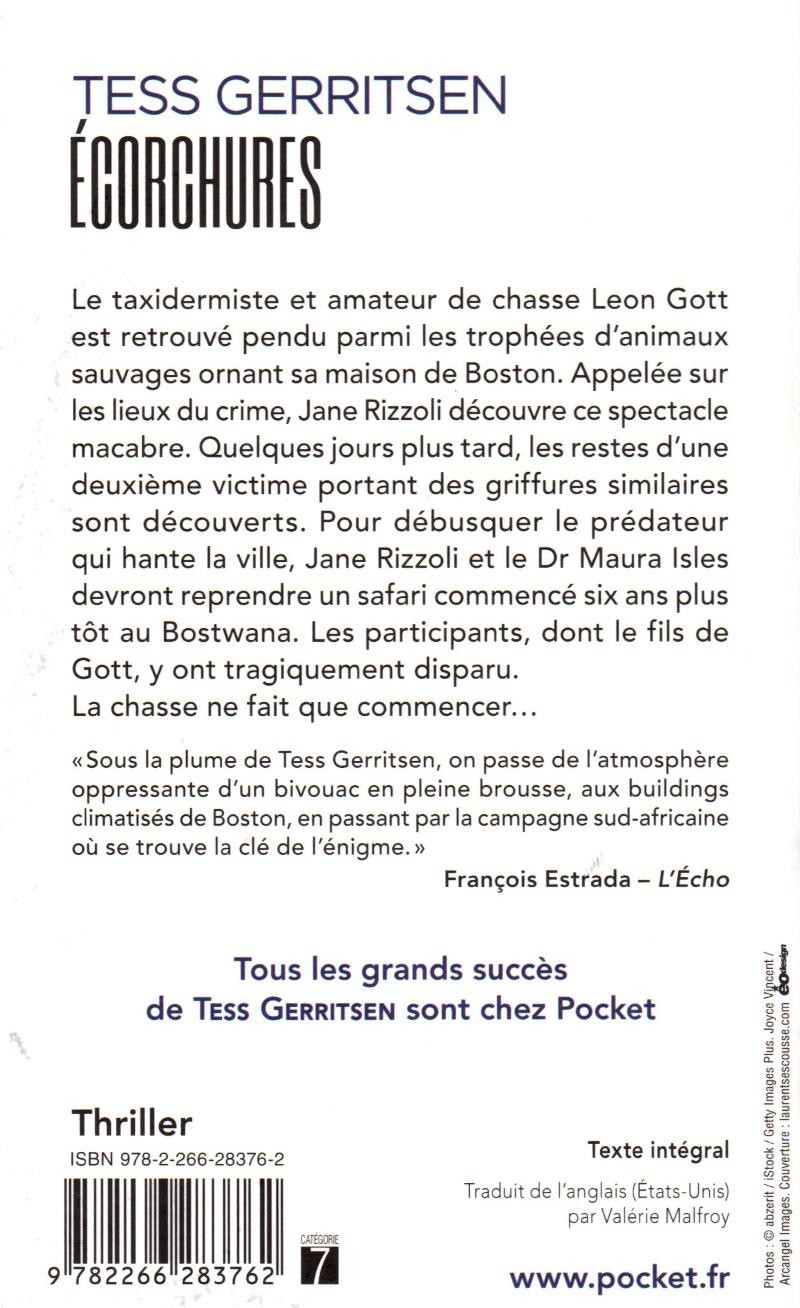 TESS GERRITSEN
ÉCORCHURES
Le taxidermiste et amateur de chasse Leon Gott
est retrouvé pendu parmi les trophées d’animaux
sauvages ornant sa maison de Boston. Appelée sur
les lieux du crime, Jane Rizzoli découvre ce spectacle
macabre. Quelques jours plus tard, les restes d’une
deuxième victime portant des griffures similaires
sont découverts. Pour débusquer le prédateur
qui hante la ville, Jane Rizzoli et le Dr Maura Isles
devront reprendre un safari commencé six ans plus
tôt au Bostwana. Les participants, dont le fils de
Gott, y ont tragiquement disparu.
La chasse ne fait que commencer…
«Sous la plume de Tess Gerritsen, on passe de l’atmosphère
oppressante d’un bivouac en pleine brousse, aux buildings
climatisés de Boston, en passant par la campagne sud-africaine
où se trouve la clé de l’énigme.»
François Estrada – L’Écho
Tous les grands succès
de TESS GERRITSEN sont chez Pocket
Thriller
ISBN 978-2-266-28376-2
9 782266 283762
CATÉGORIE
7
Texte intégral
Traduit de l’anglais (États-Unis)
par Valérie Malfroy
www.pocket.fr
Photos : © abzerit / iStock / Getty Images Plus. Joyce Vincent /
Arcangel Images. Couverture : laurentsescousse.com éodesign